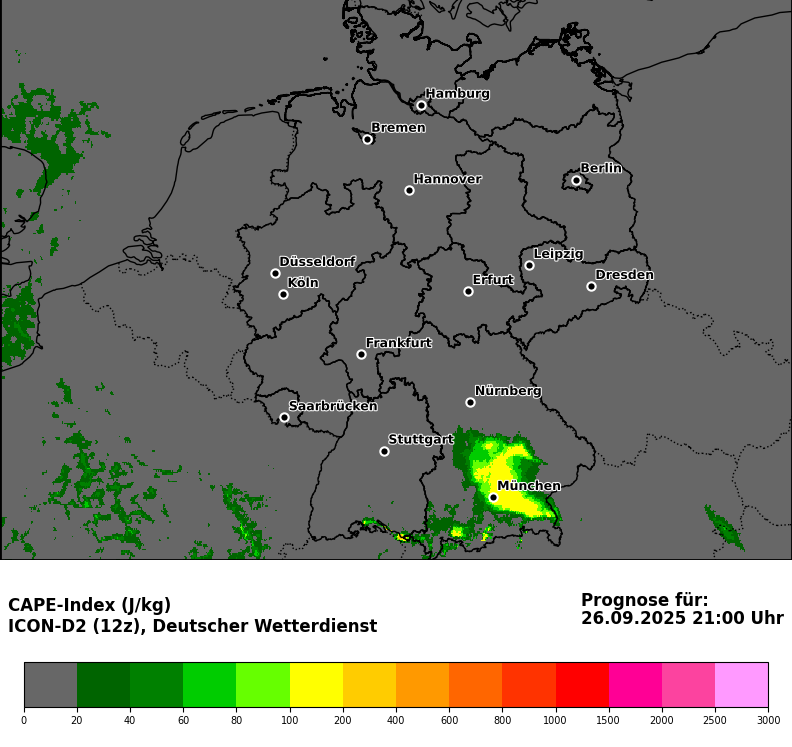 Hamburg
Bremen
Berlin
Hannover
Leipzig
Düsseldorf
Dresden
Köln
Erfurt
Frankfurt
Nürnberg
Saarbrücken
Stuttgart
München
CAPE-Index (J/kg)
ICON-D2 (12z), Deutscher Wetterdienst
Prognose für:
26.09.2025 21:00 Uhr
0 20 40 60 80 100 200 400 600 800 1000 1500 2000 2500 3000